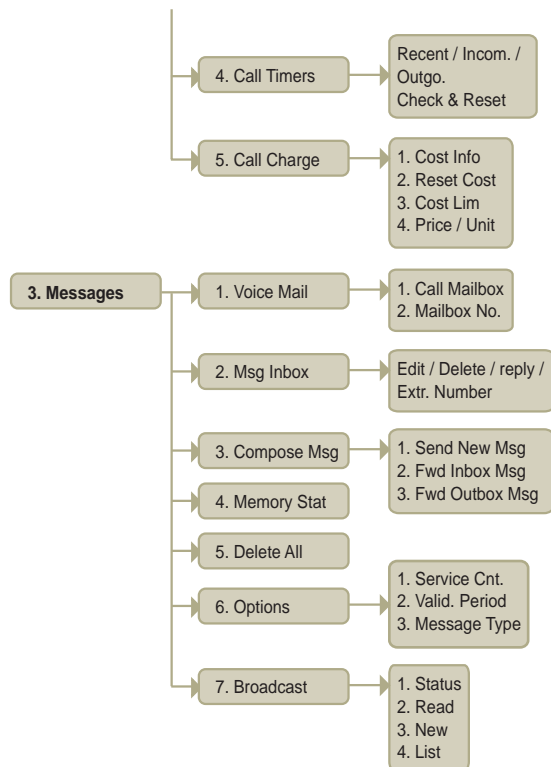 4. Call Timers
Recent / Incom. /
Outgo.
Check & Reset
5. Call Charge
1. Cost Info
2. Reset Cost
3. Cost Lim
4. Price / Unit
3. Messages
1. Voice Mail
1. Call Mailbox
2. Mailbox No.
2. Msg Inbox
Edit / Delete / reply /
Extr. Number
3. Compose Msg
1. Send New Msg
2. Fwd Inbox Msg
3. Fwd Outbox Msg
4. Memory Stat
5. Delete All
6. Options
1. Service Cnt.
2. Valid. Period
3. Message Type
7. Broadcast
1. Status
2. Read
3. New
4. List